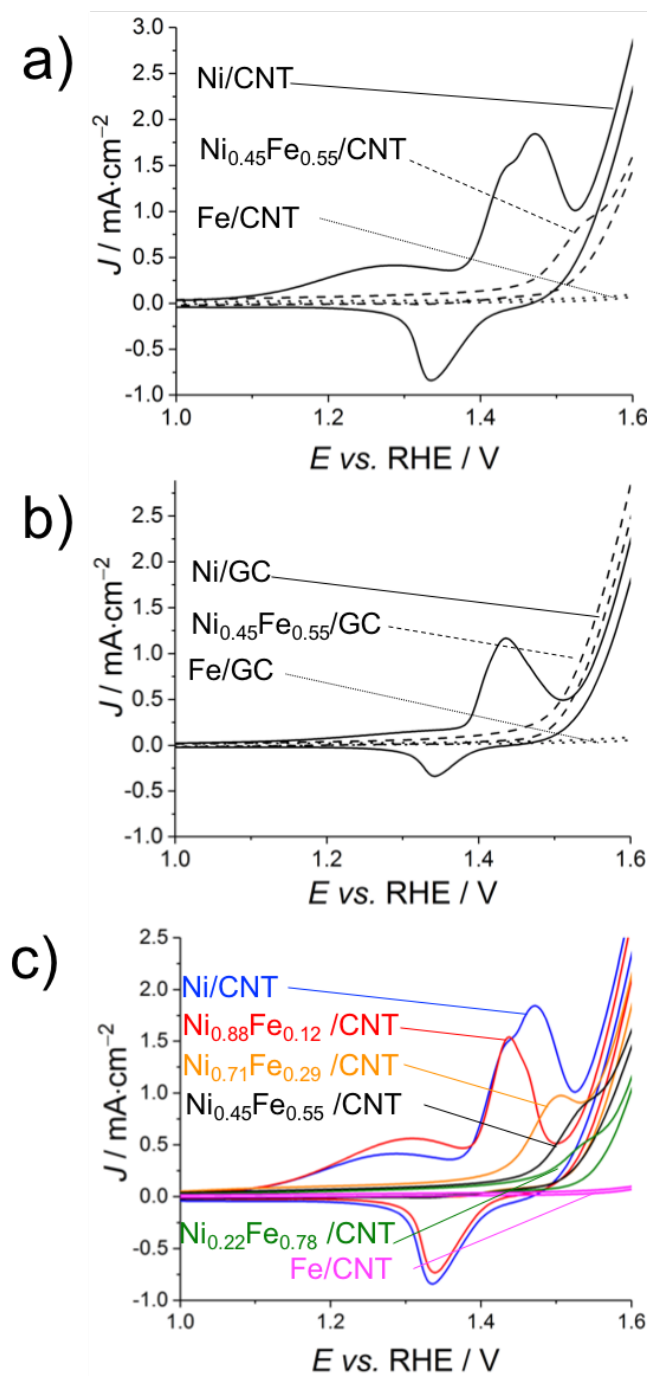 a)
3.0
2.5
2.0
1.5
1.0
0.5
0.0
-0.5
-1.0
J / mA·cm⁻²
Ni/CNT
Ni₀.₄₅Fe₀.₅₅/CNT
Fe/CNT
1.0 1.2 1.4 1.6
E vs. RHE / V
b)
2.5
2.0
1.5
1.0
0.5
0.0
-0.5
-1.0
J / mA·cm⁻²
Ni/GC
Ni₀.₄₅Fe₀.₅₅/GC
Fe/GC
1.0 1.2 1.4 1.6
E vs. RHE / V
c)
2.5
2.0
1.5
1.0
0.5
0.0
-0.5
-1.0
J / mA·cm⁻²
Ni/CNT
Ni₀.₈₈Fe₀.₁₂ /CNT
Ni₀.₇₁Fe₀.₂₉ /CNT
Ni₀.₄₅Fe₀.₅₅ /CNT
Ni₀.₂₂Fe₀.₇₈ /CNT
Fe/CNT
1.0 1.2 1.4 1.6
E vs. RHE / V